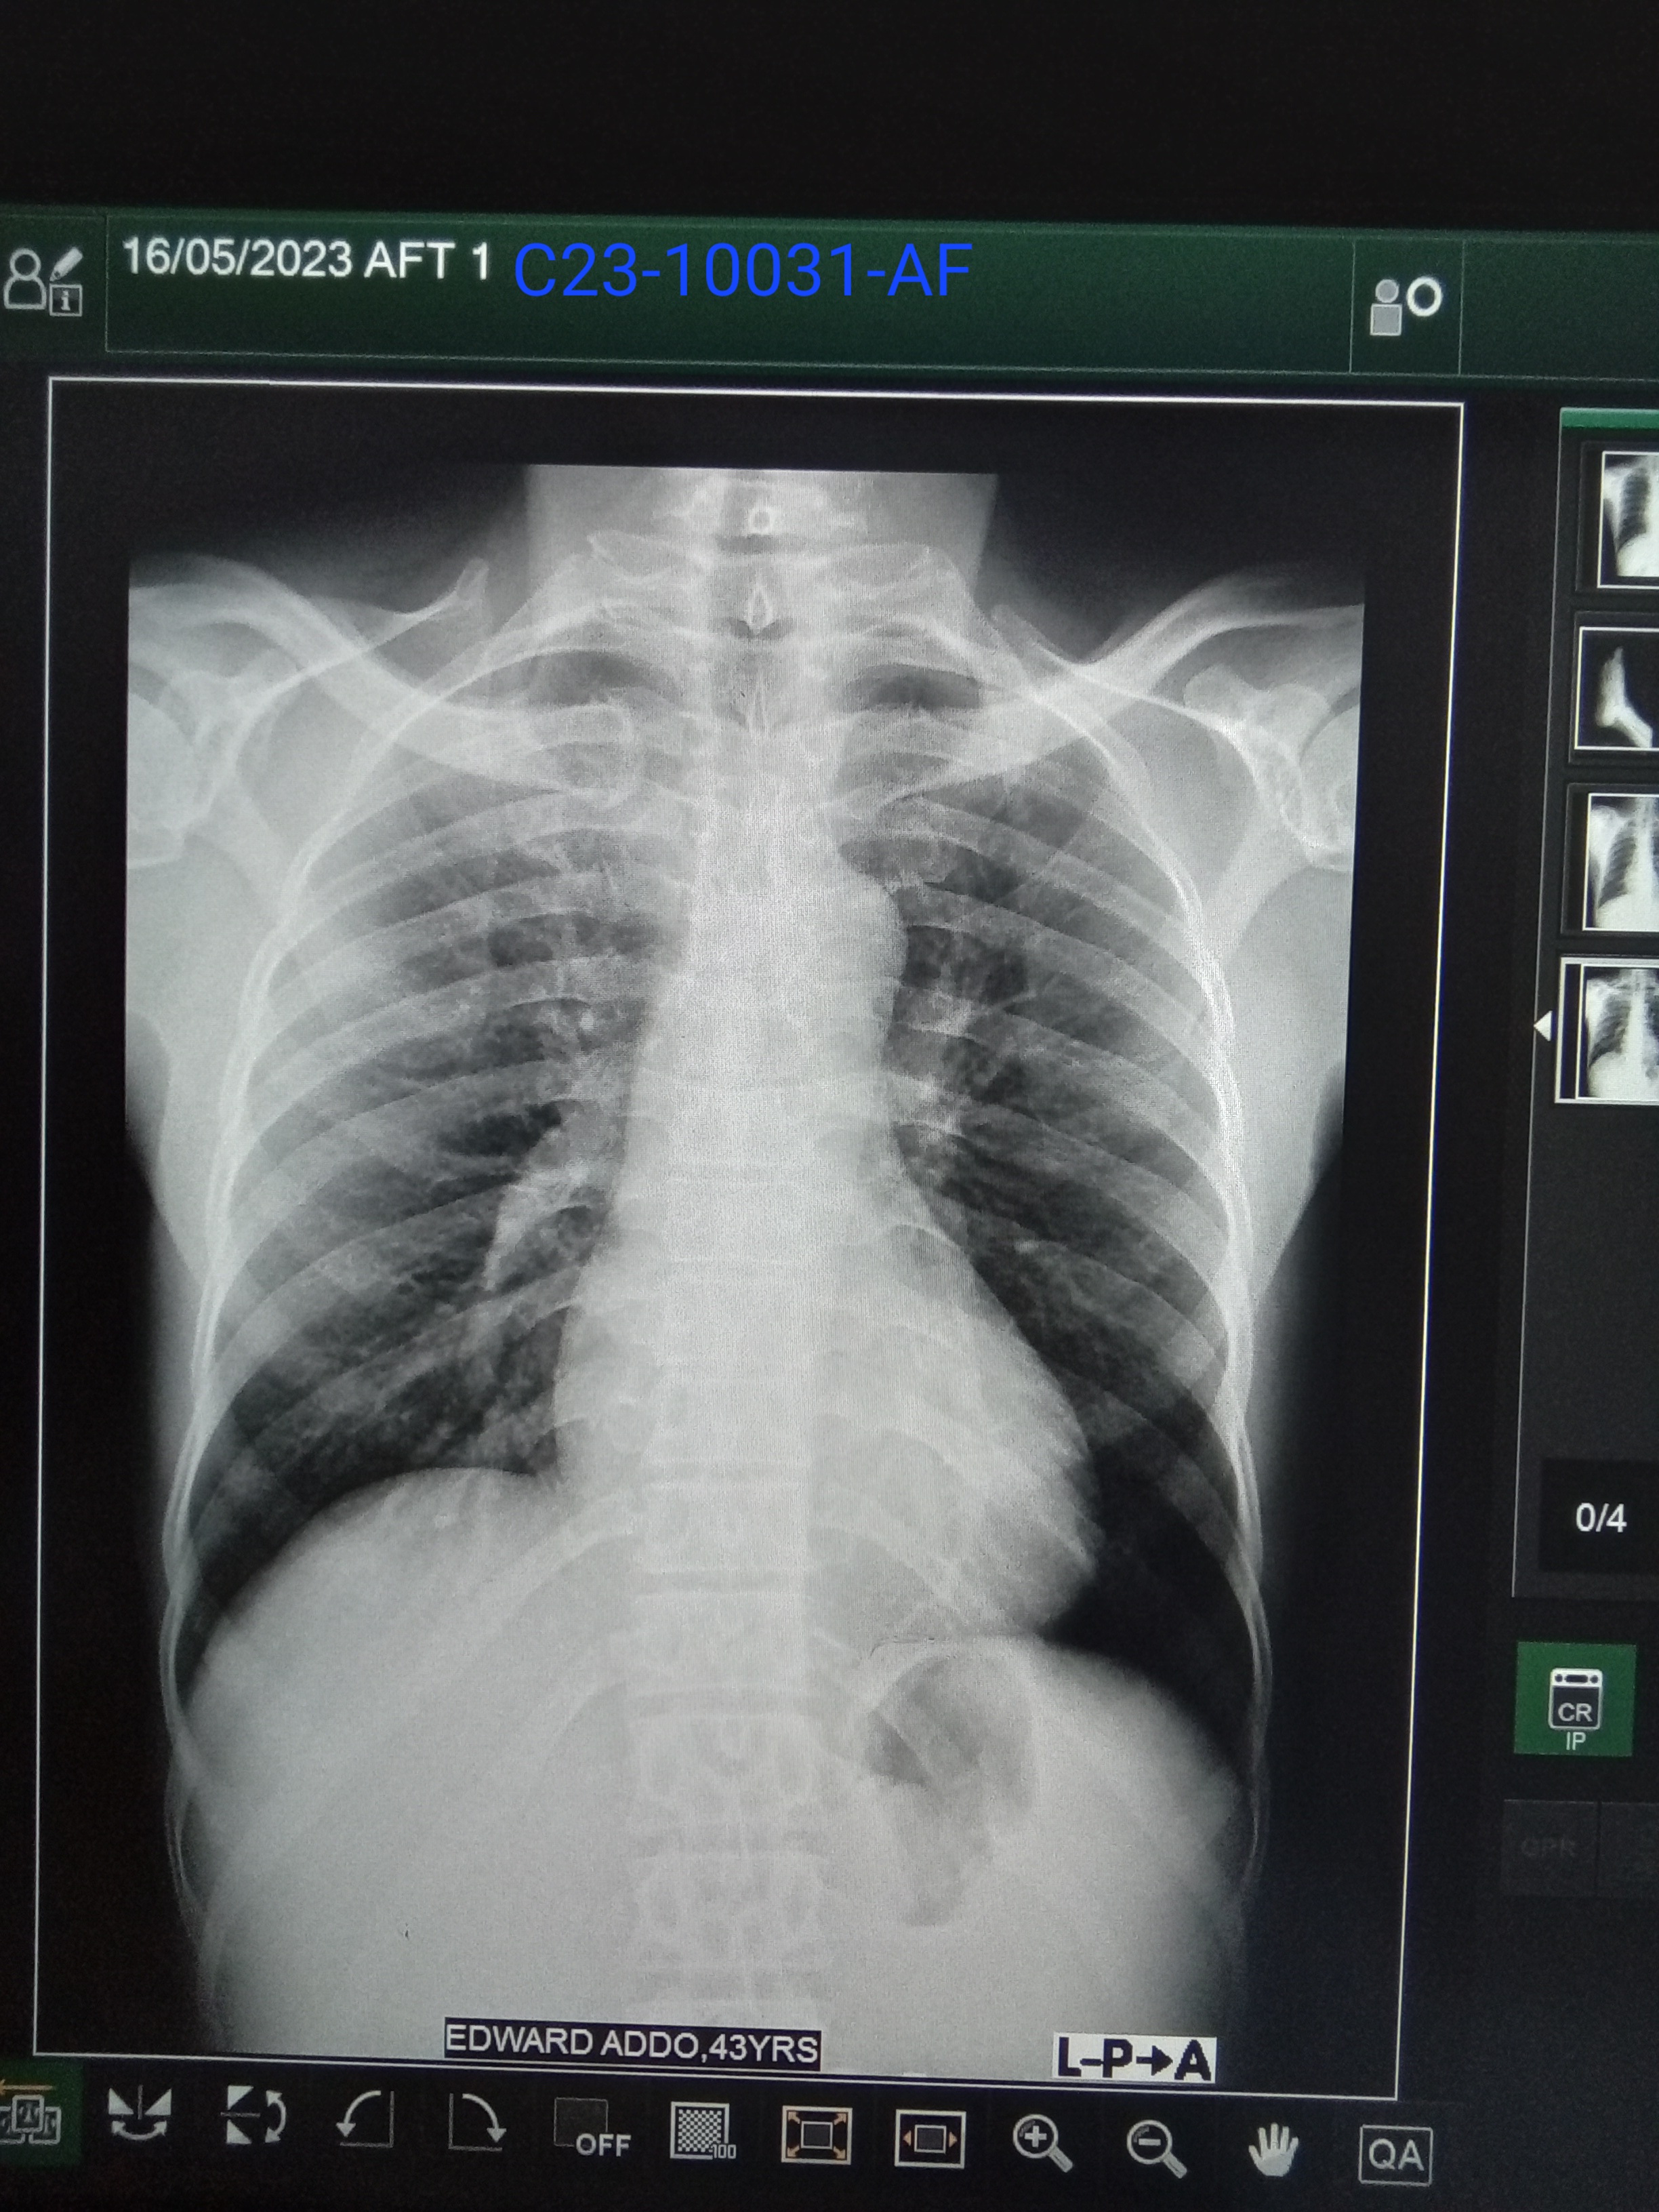 16/05/2023 AFT 1 C23-10031-AF
0/4
CR
IP
EDWARD ADDO,43YRS
L-P→A
OFF
100
QA